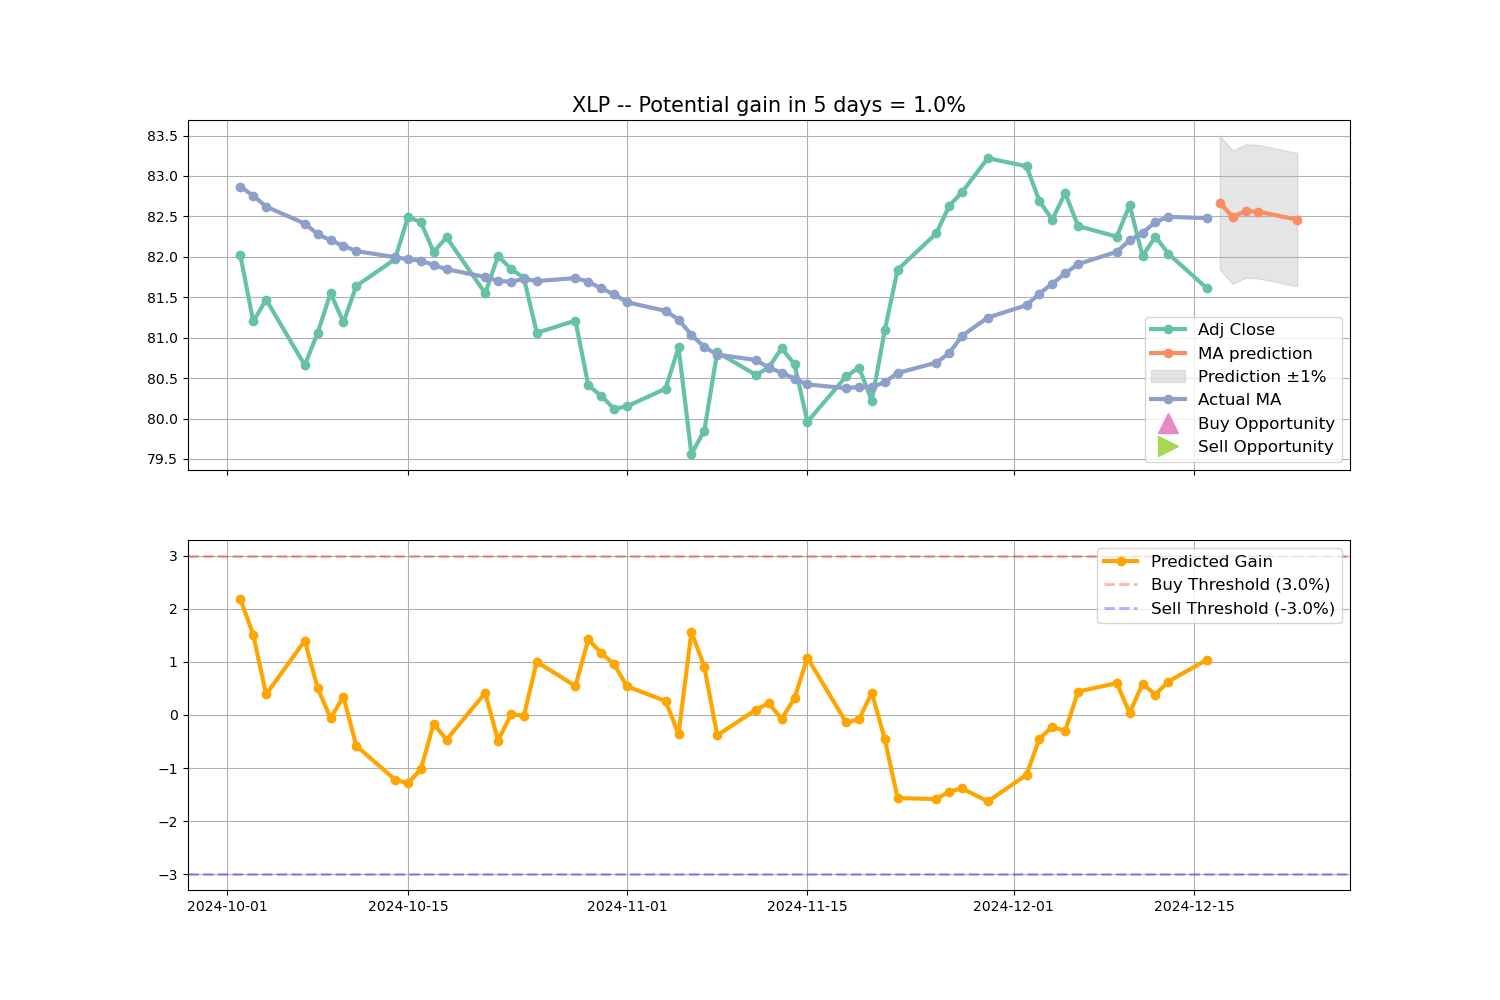 XLP -- Potential gain in 5 days = 1.0%
83.5
83.0
82.5
82.0
81.5
81.0
80.5
80.0
79.5
Adj Close
MA prediction
Prediction ±1%
Actual MA
Buy Opportunity
Sell Opportunity
3
2
1
0
−1
−2
−3
Predicted Gain
Buy Threshold (3.0%)
Sell Threshold (-3.0%)
2024-10-01 2024-10-15 2024-11-01 2024-11-15 2024-12-01 2024-12-15